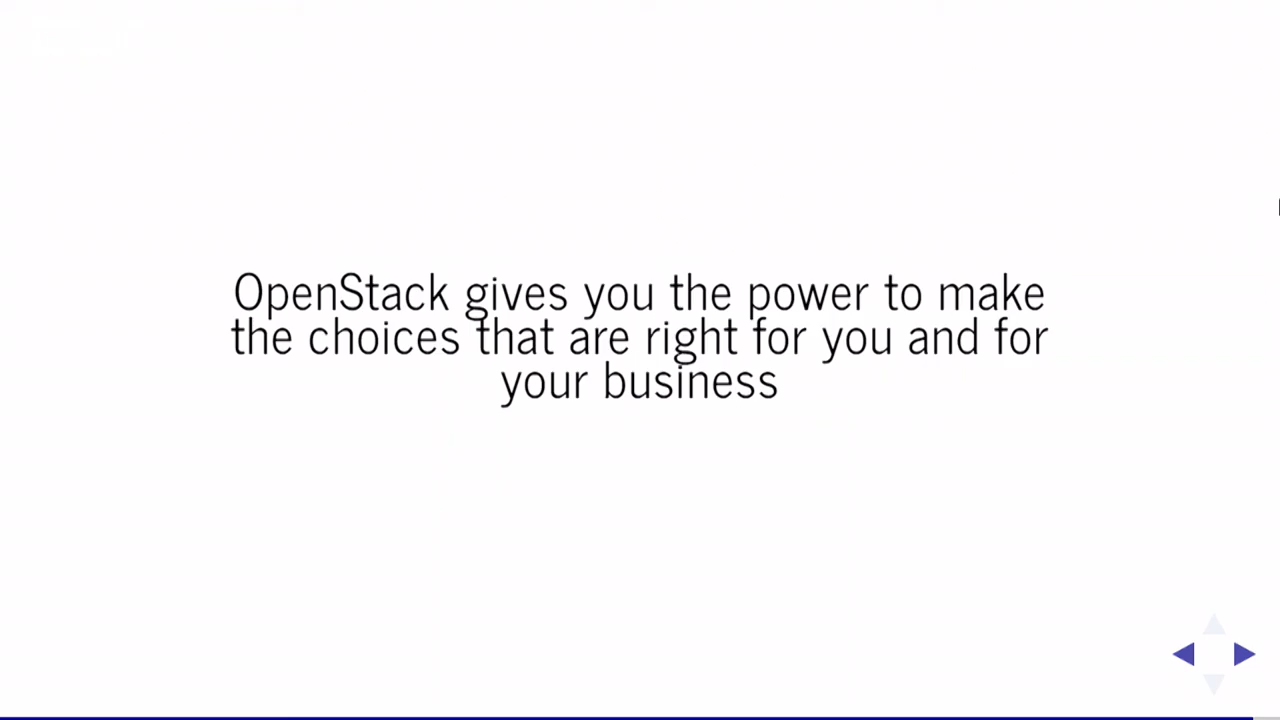 OpenStack gives you the power to make
the choices that are right for you and for
your business